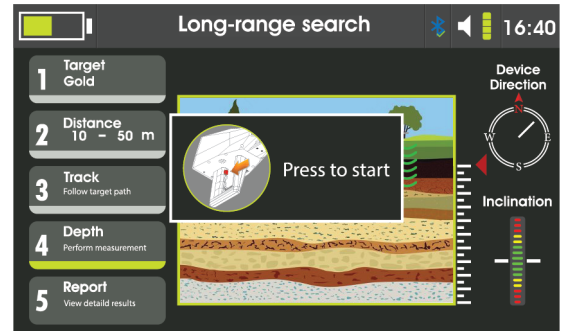 Long-range search
16:40
1
Target
Gold
2
Distance
10 - 50 m
3
Track
Follow target path
4
Depth
Perform measurement
5
Report
View detaild results
Press to start
Device
Direction
N
W
E
S
Inclination